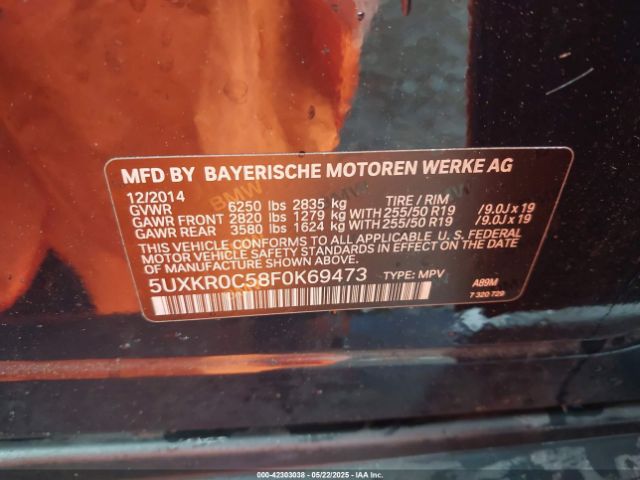 MFD BY BAYERISCHE MOTOREN WERKE AG
12/2014
GVWR 6250 lbs 2835 kg TIRE / RIM
GAWR FRONT 2820 lbs 1279 kg WITH 255/50 R19 / 9.0J x 19
GAWR REAR 3580 lbs 1624 kg WITH 255/50 R19 / 9.0J x 19
THIS VEHICLE CONFORMS TO ALL APPLICABLE U. S. FEDERAL
MOTOR VEHICLE SAFETY STANDARDS IN EFFECT ON THE DATE OF
MANUFACTURE SHOWN ABOVE.
5UXKR0C58F0K69473 TYPE: MPV A89M
7 320 729
00-42303038 - 05/22/2025 - IAA Inc.